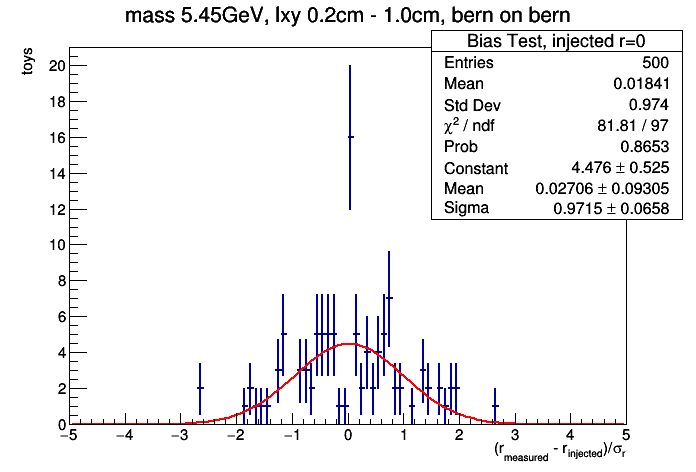 mass 5.45GeV, lxy 0.2cm - 1.0cm, bern on bern
toys
Bias Test, injected r=0
Entries 500
Mean 0.01841
Std Dev 0.974
χ² / ndf 81.81 / 97
Prob 0.8653
Constant 4.476 ± 0.525
Mean 0.02706 ± 0.09305
Sigma 0.9715 ± 0.0658
20
18
16
14
12
10
8
6
4
2
0
−5 −4 −3 −2 −1 0 1 2 3 4 5
(r_measured - r_injected)/σ_r